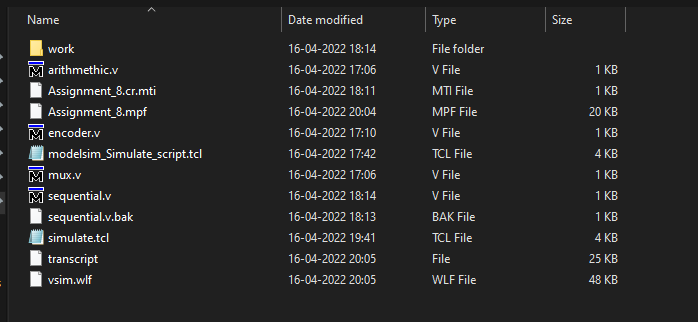 Name Date modified Type Size
work 16-04-2022 18:14 File folder
arithmethic.v 16-04-2022 17:06 V File 1 KB
Assignment_8.cr.mti 16-04-2022 18:11 MTI File 1 KB
Assignment_8.mpf 16-04-2022 20:04 MPF File 20 KB
encoder.v 16-04-2022 17:10 V File 1 KB
modelsim_Simulate_script.tcl 16-04-2022 17:42 TCL File 4 KB
mux.v 16-04-2022 17:06 V File 1 KB
sequential.v 16-04-2022 18:14 V File 1 KB
sequential.v.bak 16-04-2022 18:13 BAK File 1 KB
simulate.tcl 16-04-2022 19:41 TCL File 4 KB
transcript 16-04-2022 20:05 File 25 KB
vsim.wlf 16-04-2022 20:05 WLF File 48 KB